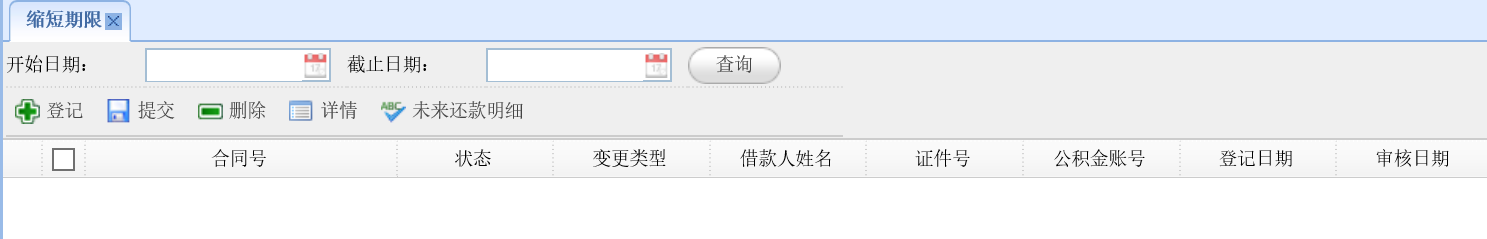 缩短期限
开始日期： 截止日期： 查询
登记 提交 删除 详情 未来还款明细
合同号 状态 变更类型 借款人姓名 证件号 公积金账号 登记日期 审核日期